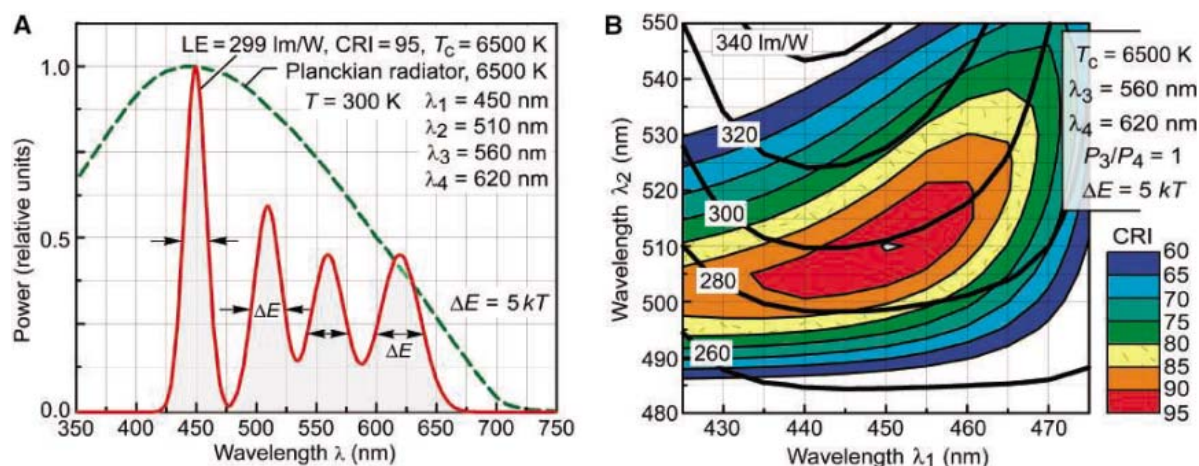 A
LE = 299 lm/W, CRI = 95, Tc = 6500 K
Planckian radiator, 6500 K
T = 300 K
λ1 = 450 nm
λ2 = 510 nm
λ3 = 560 nm
λ4 = 620 nm
ΔE = 5 kT
ΔE
ΔE
Power (relative units)
1.0
0.5
0.0
350 400 450 500 550 600 650 700 750
Wavelength λ (nm)
B
340 lm/W
320
300
280
260
Tc = 6500 K
λ3 = 560 nm
λ4 = 620 nm
P3/P4 = 1
ΔE = 5 kT
Wavelength λ2 (nm)
550
540
530
520
510
500
490
480
430 440 450 460 470
Wavelength λ1 (nm)
CRI
60
65
70
75
80
85
90
95